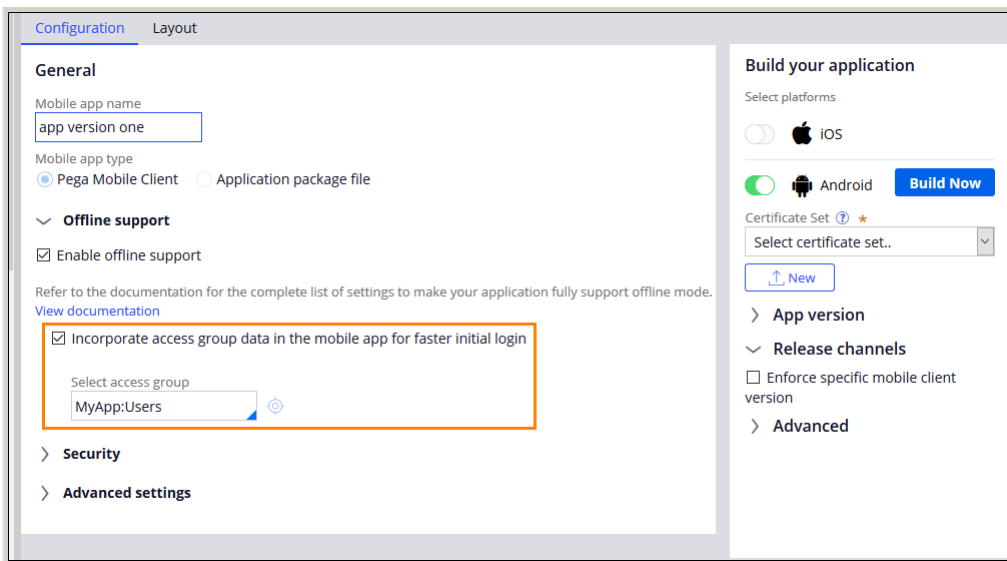 Configuration Layout
General
Mobile app name
app version one
Mobile app type
Pega Mobile Client Application package file
Offline support
Enable offline support
Refer to the documentation for the complete list of settings to make your application fully support offline mode.
View documentation
Incorporate access group data in the mobile app for faster initial login
Select access group
MyApp:Users
Security
Advanced settings
Build your application
Select platforms
iOS
Android Build Now
Certificate Set ? *
Select certificate set..
New
App version
Release channels
Enforce specific mobile client
version
Advanced